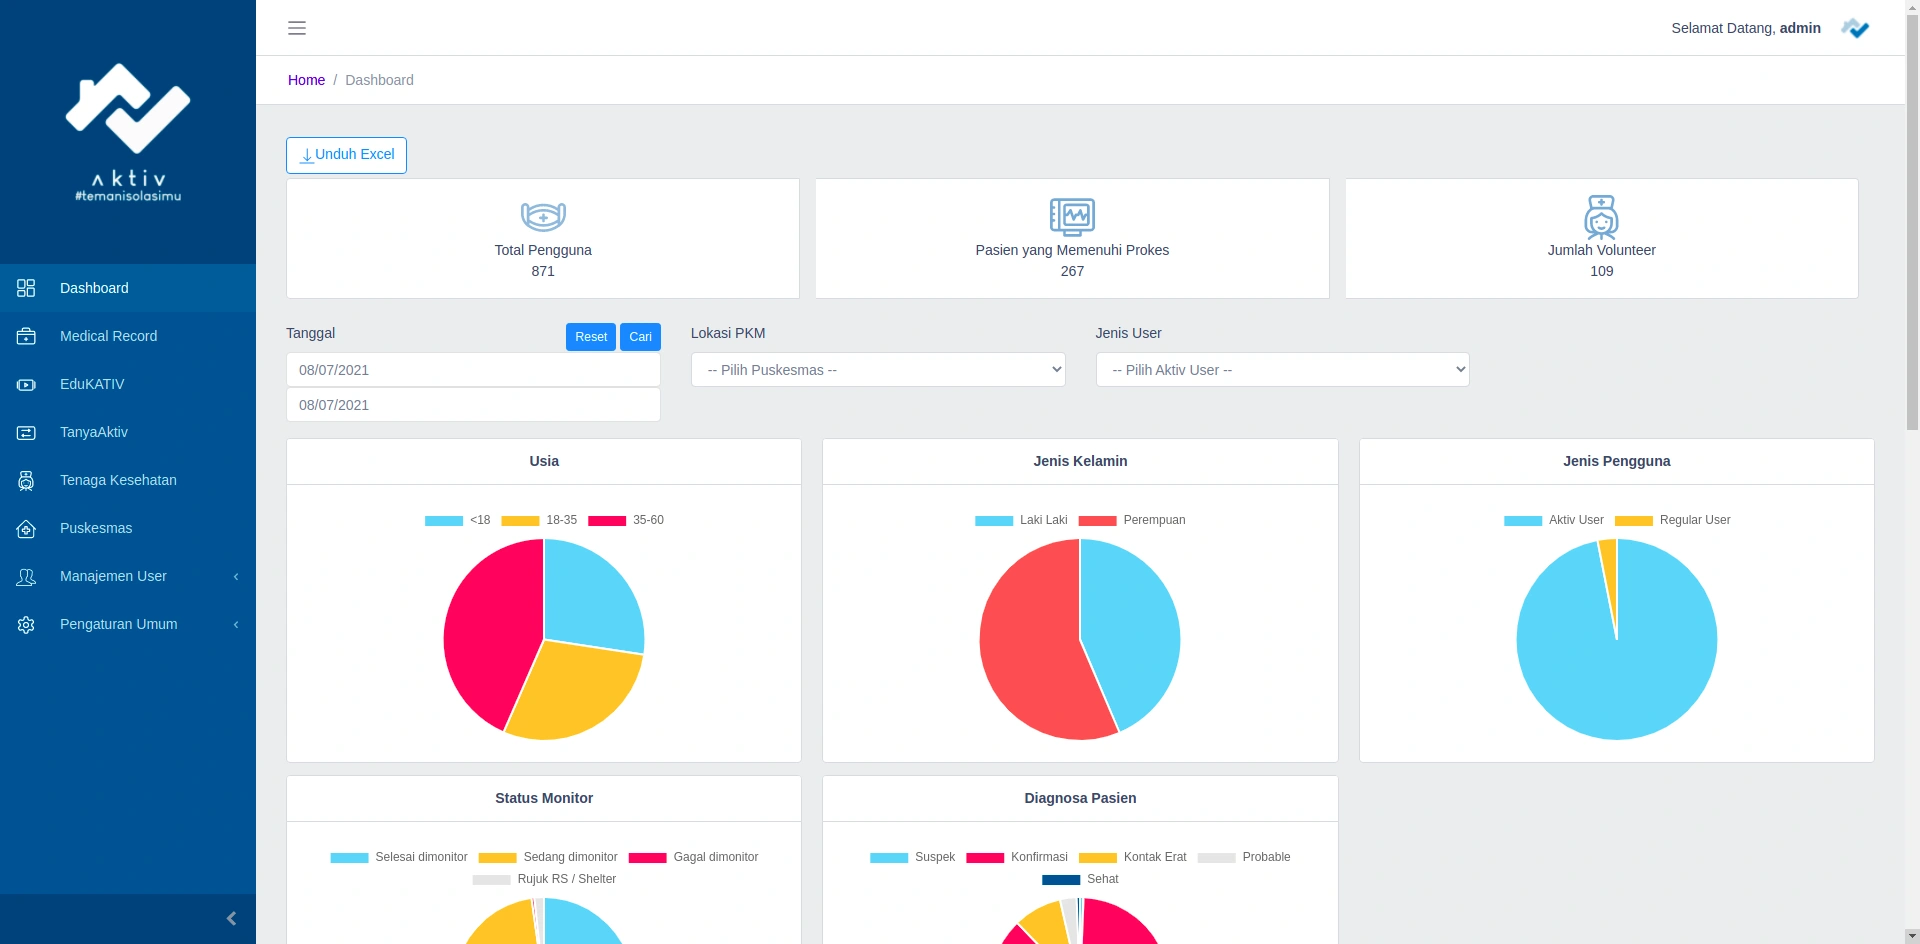 Selamat Datang, admin
Home / Dashboard
ʌktiv
#temanisolasimu
Dashboard
Medical Record
EduKATIV
TanyaAktiv
Tenaga Kesehatan
Puskesmas
Manajemen User
Pengaturan Umum
Unduh Excel
Total Pengguna
871
Pasien yang Memenuhi Prokes
267
Jumlah Volunteer
109
Tanggal
Reset
Cari
08/07/2021
08/07/2021
Lokasi PKM
-- Pilih Puskesmas --
Jenis User
-- Pilih Aktiv User --
Usia
<18 18-35 35-60
Jenis Kelamin
Laki Laki Perempuan
Jenis Pengguna
Aktiv User Regular User
Status Monitor
Selesai dimonitor Sedang dimonitor Gagal dimonitor
Rujuk RS / Shelter
Diagnosa Pasien
Suspek Konfirmasi Kontak Erat Probable
Sehat